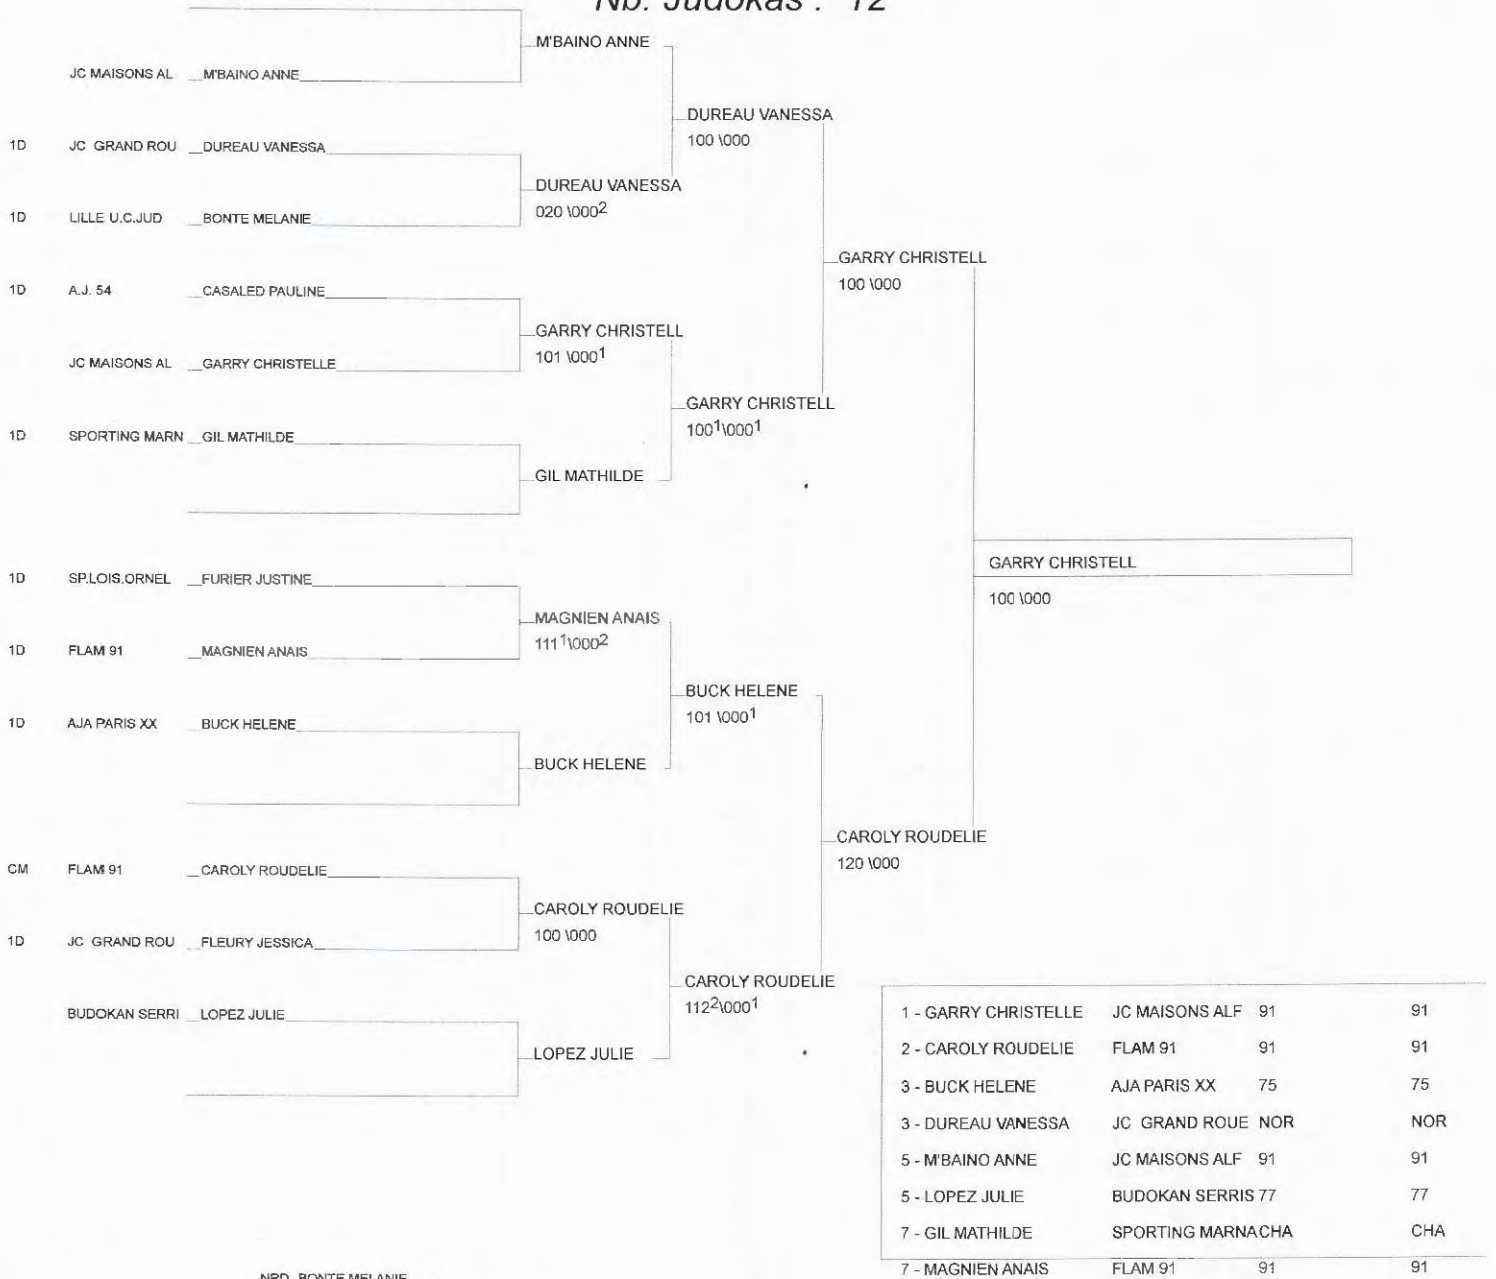 Nb. Judokas : 12
M'BAINO ANNE
JC MAISONS AL M'BAINO ANNE
DUREAU VANESSA
100 \000
1D JC GRAND ROU DUREAU VANESSA
DUREAU VANESSA
020 \000²
1D LILLE U.C.JUD BONTE MELANIE
GARRY CHRISTELL
100 \000
1D A.J. 54 CASALED PAULINE
GARRY CHRISTELL
101 \000¹
JC MAISONS AL GARRY CHRISTELLE
GARRY CHRISTELL
100¹\000¹
1D SPORTING MARN GIL MATHILDE
GIL MATHILDE
GARRY CHRISTELL
100 \000
1D SP.LOIS.ORNEL FURIER JUSTINE
MAGNIEN ANAIS
111¹\000²
1D FLAM 91 MAGNIEN ANAIS
BUCK HELENE
101 \000¹
1D AJA PARIS XX BUCK HELENE
BUCK HELENE
CAROLY ROUDELIE
120 \000
CM FLAM 91 CAROLY ROUDELIE
CAROLY ROUDELIE
100 \000
1D JC GRAND ROU FLEURY JESSICA
CAROLY ROUDELIE
112²\000¹
BUDOKAN SERRI LOPEZ JULIE
LOPEZ JULIE
1 - GARRY CHRISTELLE JC MAISONS ALF 91 91
2 - CAROLY ROUDELIE FLAM 91 91 91
3 - BUCK HELENE AJA PARIS XX 75 75
3 - DUREAU VANESSA JC GRAND ROUE NOR NOR
5 - M'BAINO ANNE JC MAISONS ALF 91 91
5 - LOPEZ JULIE BUDOKAN SERRIS 77 77
7 - GIL MATHILDE SPORTING MARNACHA CHA
7 - MAGNIEN ANAIS FLAM 91 91 91
NRD BONTE MELANIE